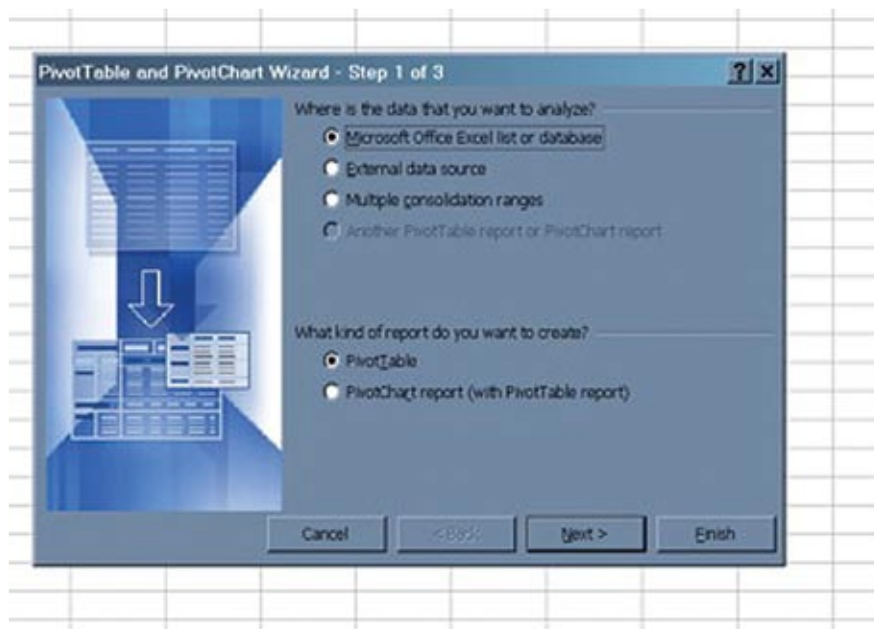 PivotTable and PivotChart Wizard - Step 1 of 3
Where is the data that you want to analyze?
Microsoft Office Excel list or database
External data source
Multiple consolidation ranges
Another PivotTable report or PivotChart report
What kind of report do you want to create?
PivotTable
PivotChart report (with PivotTable report)
Cancel
< Back
Next >
Finish